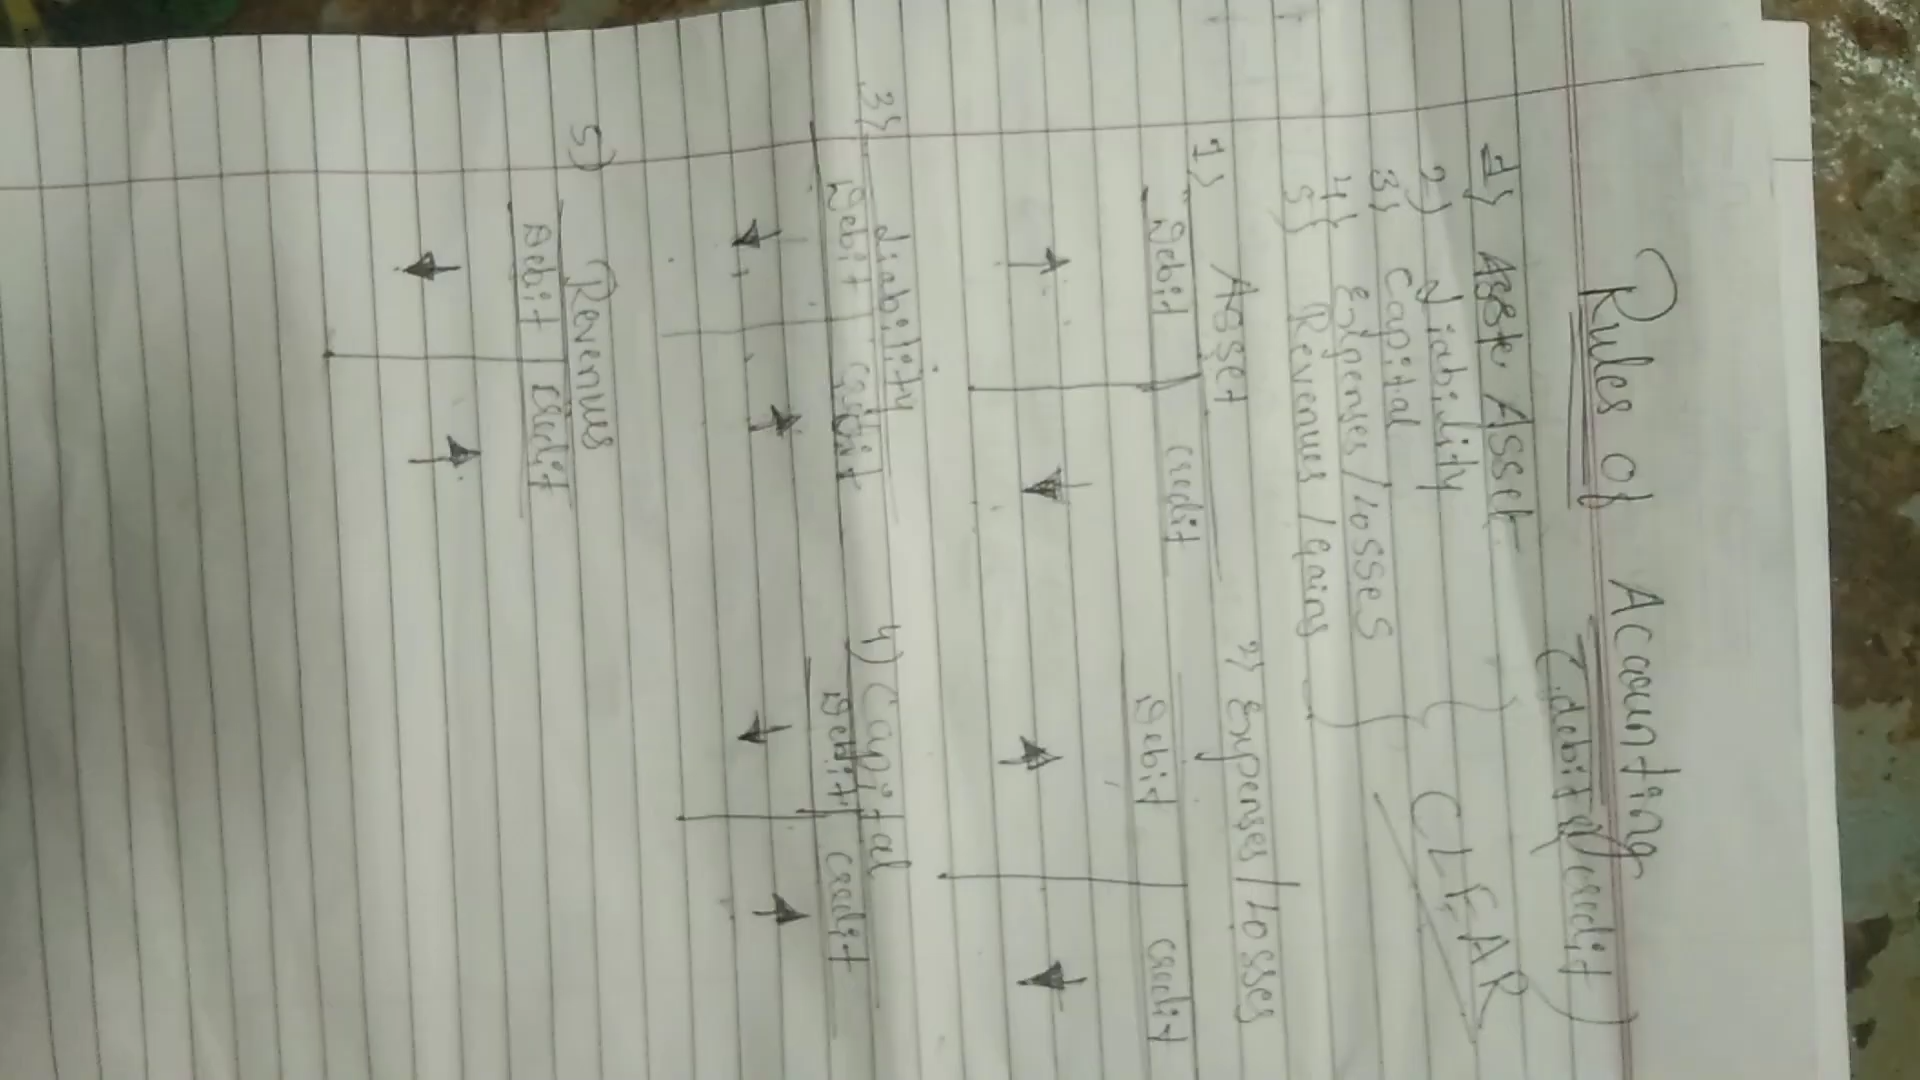 Rules of Accounting
(debit & credit)
1} Asste Asset
2) Liability
3} Capital
4} Expenses/losses
5} Revenues/gains
CLEAR
1} Asset
Debit credit
2} Expenses/losses
Debit credit
3} Liability
Debit credit
4) Capital
Debit credit
5) Revenus
Debit credit